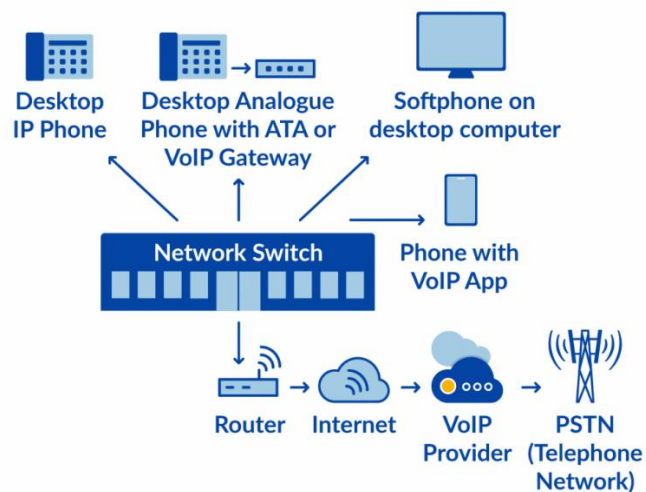 Desktop
IP Phone
Desktop Analogue
Phone with ATA or
VoIP Gateway
Softphone on
desktop computer
Network Switch
Phone with
VoIP App
Router
Internet
VoIP
Provider
PSTN
(Telephone
Network)